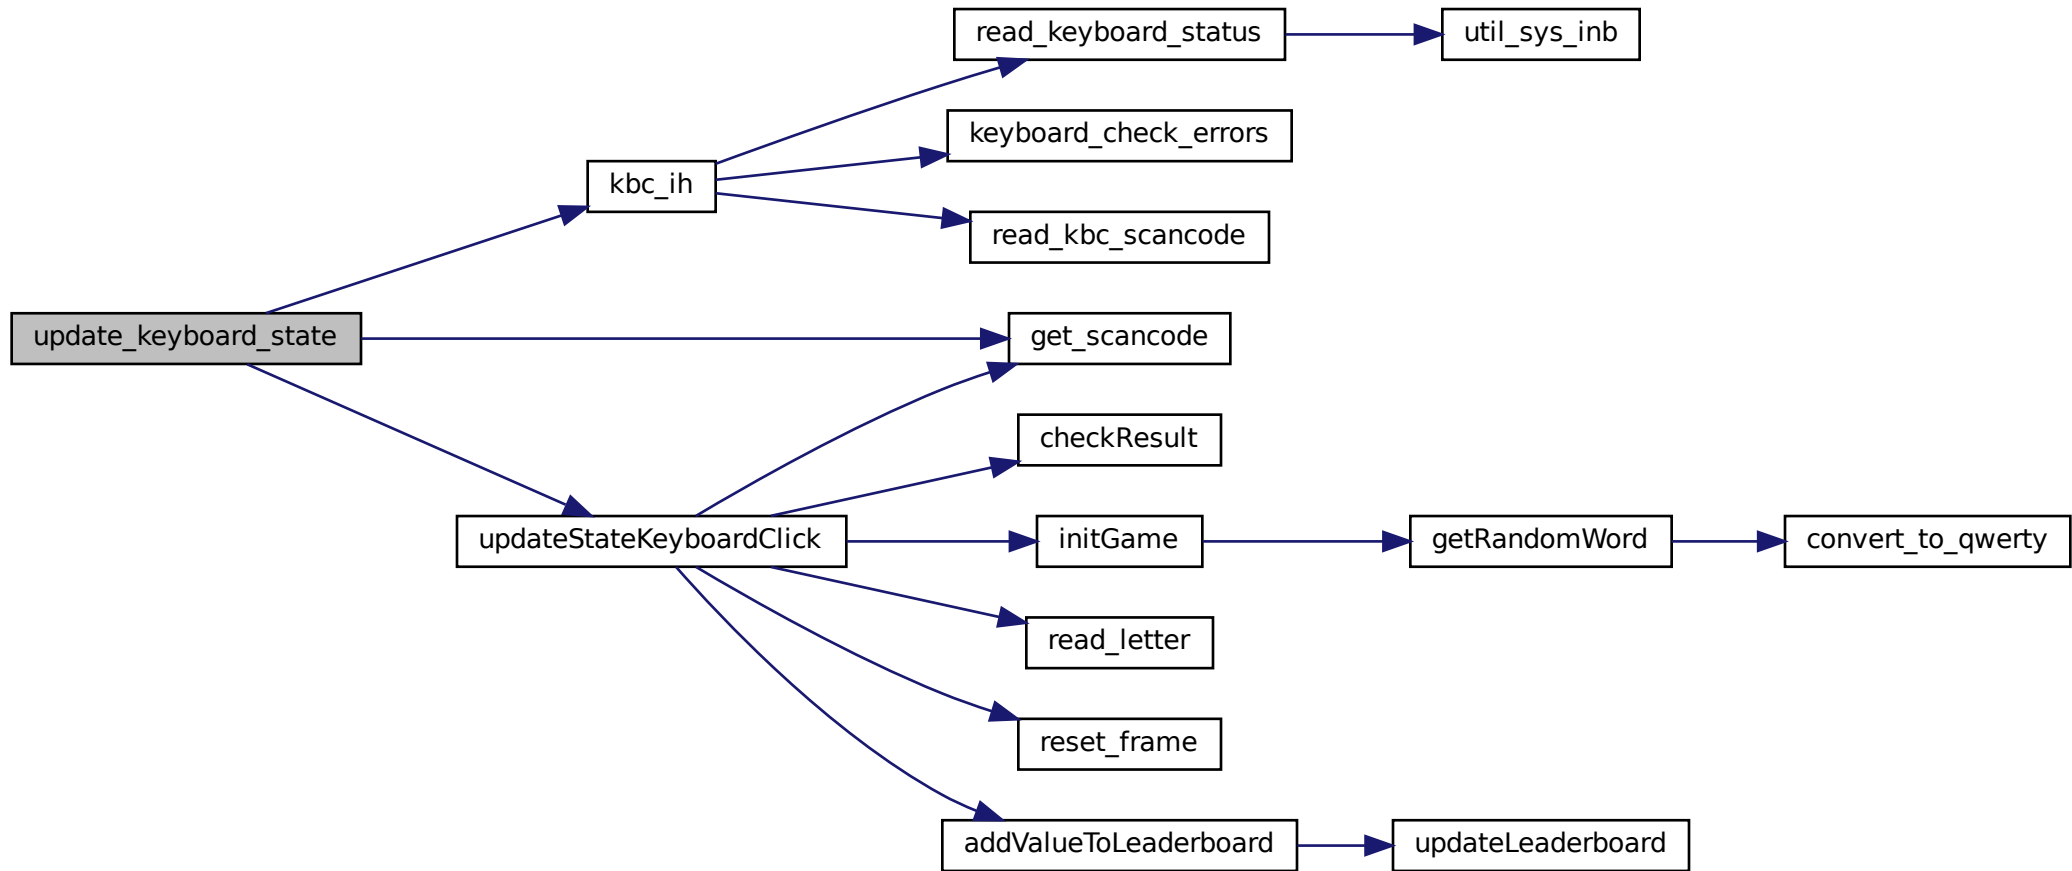 read_keyboard_status
util_sys_inb
keyboard_check_errors
kbc_ih
read_kbc_scancode
update_keyboard_state
get_scancode
checkResult
updateStateKeyboardClick
initGame
getRandomWord
convert_to_qwerty
read_letter
reset_frame
addValueToLeaderboard
updateLeaderboard